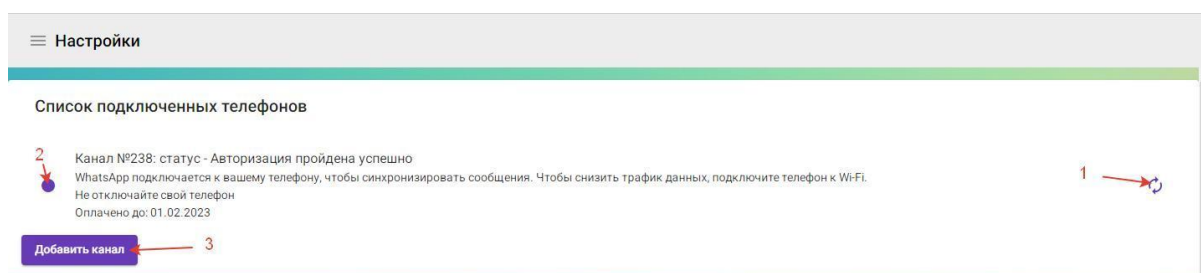 Настройки
Список подключенных телефонов
2
Канал №238: статус - Авторизация пройдена успешно
WhatsApp подключается к вашему телефону, чтобы синхронизировать сообщения. Чтобы снизить трафик данных, подключите телефон к Wi-Fi.
1
Не отключайте свой телефон
Оплачено до: 01.02.2023
Добавить канал
3